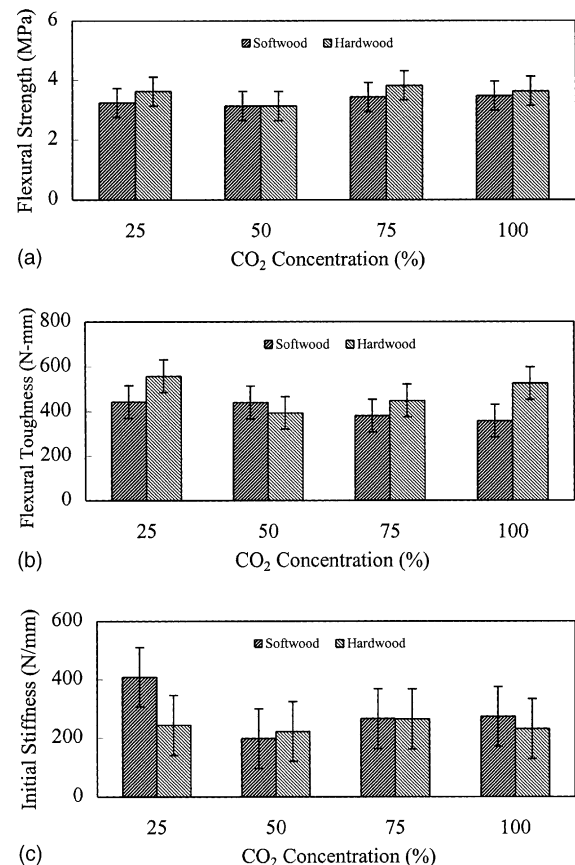 6
4
2
0
Flexural Strength (MPa)
Softwood Hardwood
25 50 75 100
CO₂ Concentration (%)
(a)
800
600
400
200
0
Flexural Toughness (N-mm)
Softwood Hardwood
25 50 75 100
CO₂ Concentration (%)
(b)
600
400
200
0
Initial Stiffness (N/mm)
Softwood Hardwood
25 50 75 100
CO₂ Concentration (%)
(c)